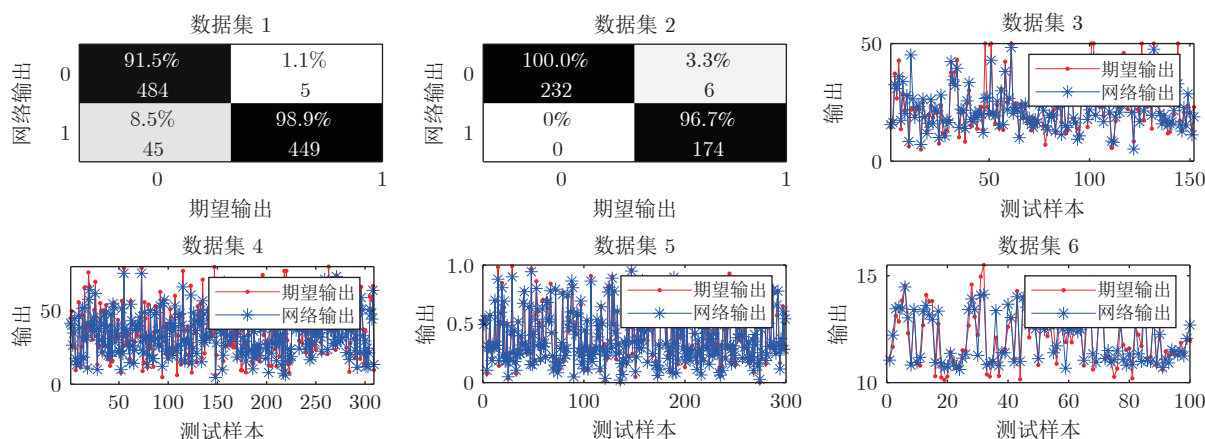 数据集 1
网络输出
0
1
91.5%
484
1.1%
5
8.5%
45
98.9%
449
0
1
期望输出
数据集 2
网络输出
0
1
100.0%
232
3.3%
6
0%
0
96.7%
174
0
1
期望输出
数据集 3
输出
50
0
期望输出
网络输出
50
100
150
测试样本
数据集 4
输出
50
0
期望输出
网络输出
50
100
150
200
250
300
测试样本
数据集 5
输出
1.0
0.5
0
期望输出
网络输出
0
100
200
300
测试样本
数据集 6
输出
15
10
期望输出
网络输出
0
20
40
60
80
100
测试样本